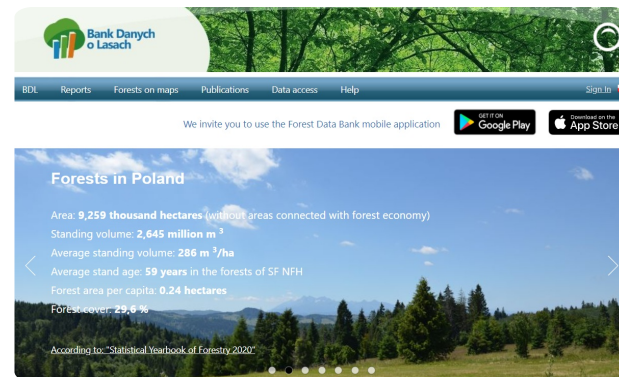 Bank Danych
o Lasach
BDL Reports Forests on maps Publications Data access Help Sign In
We invite you to use the Forest Data Bank mobile application
GET IT ON
Google Play
Download on the
App Store
Forests in Poland
Area: 9,259 thousand hectares (without areas connected with forest economy)
Standing volume: 2,645 million m 3
Average standing volume: 286 m 3/ha
Average stand age: 59 years in the forests of SF NFH
Forest area per capita: 0.24 hectares
Forest cover: 29,6 %
According to: "Statistical Yearbook of Forestry 2020"